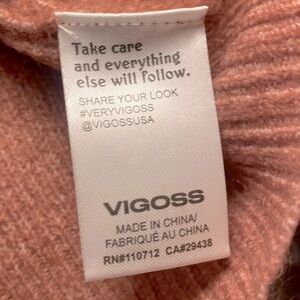 Take care
and everything
else will follow.
SHARE YOUR LOOK
#VERYVIGOSS
@VIGOSSUSA
VIGOSS
MADE IN CHINA/
FABRIQUÉ AU CHINA
RN#110712 CA#29438